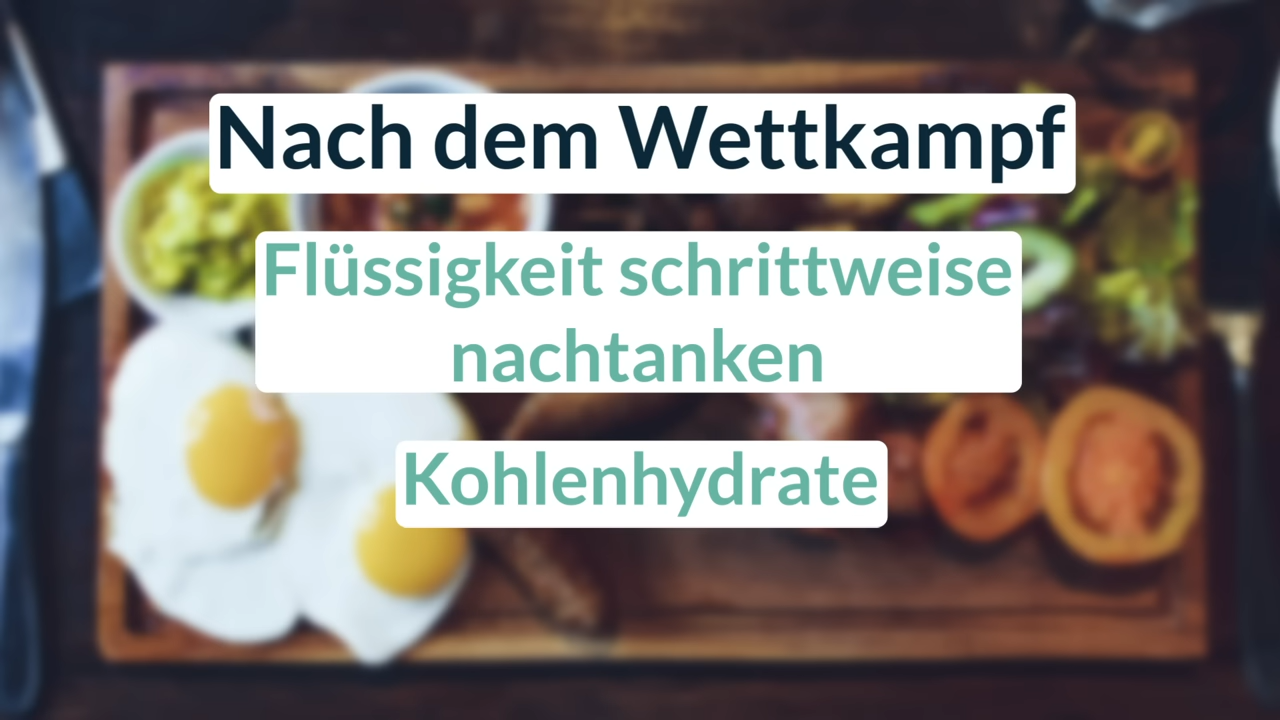 Nach dem Wettkampf
Flüssigkeit schrittweise
nachtanken
Kohlenhydrate